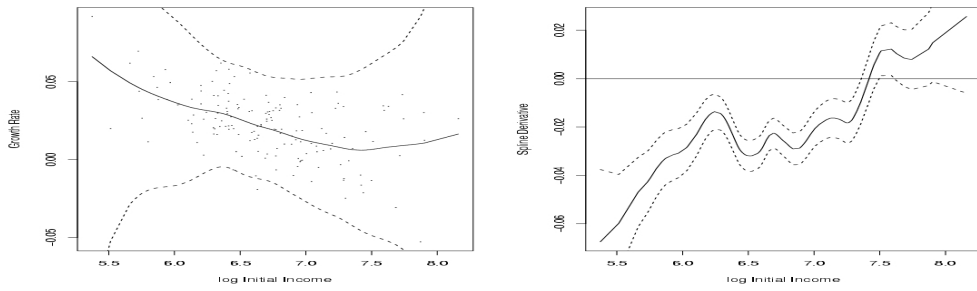 Growth Rate
0.05
0.00
-0.05
5.5 6.0 6.5 7.0 7.5 8.0
log Initial Income
Spline Derivative
0.02
0.00
-0.02
-0.04
-0.06
5.5 6.0 6.5 7.0 7.5 8.0
log Initial Income